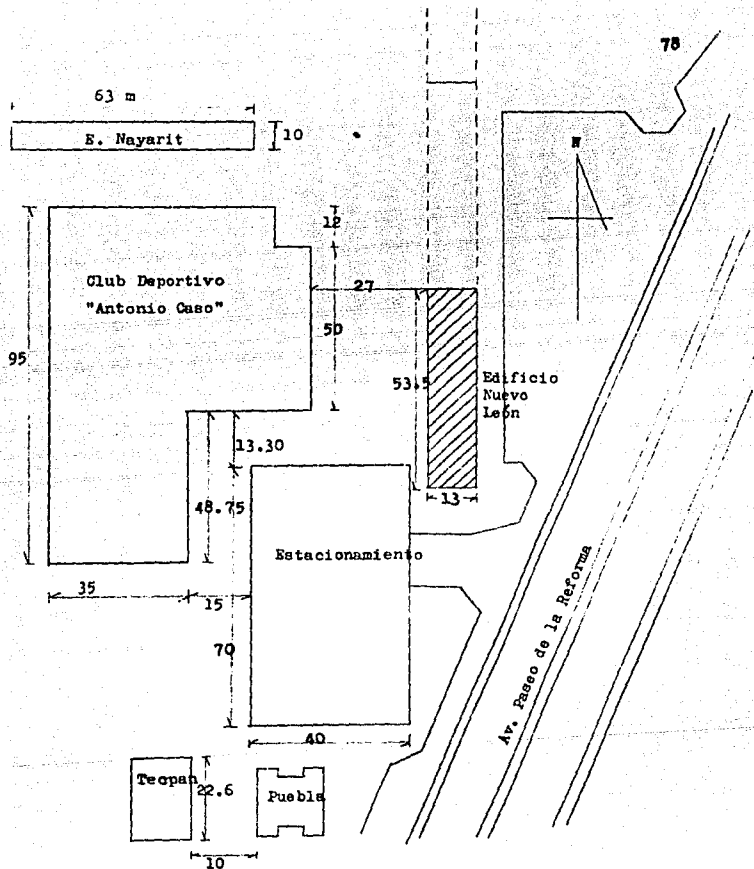 78
63 m
E. Nayarit
10
N
12
Club Deportivo
"Antonio Caso"
27
50
95
53.5
Edificio
Nuevo
León
13.30
13
48.75
Estacionamiento
35
15
70
Av. Paseo de la Reforma
40
Tecpan
22.6
Puebla
10